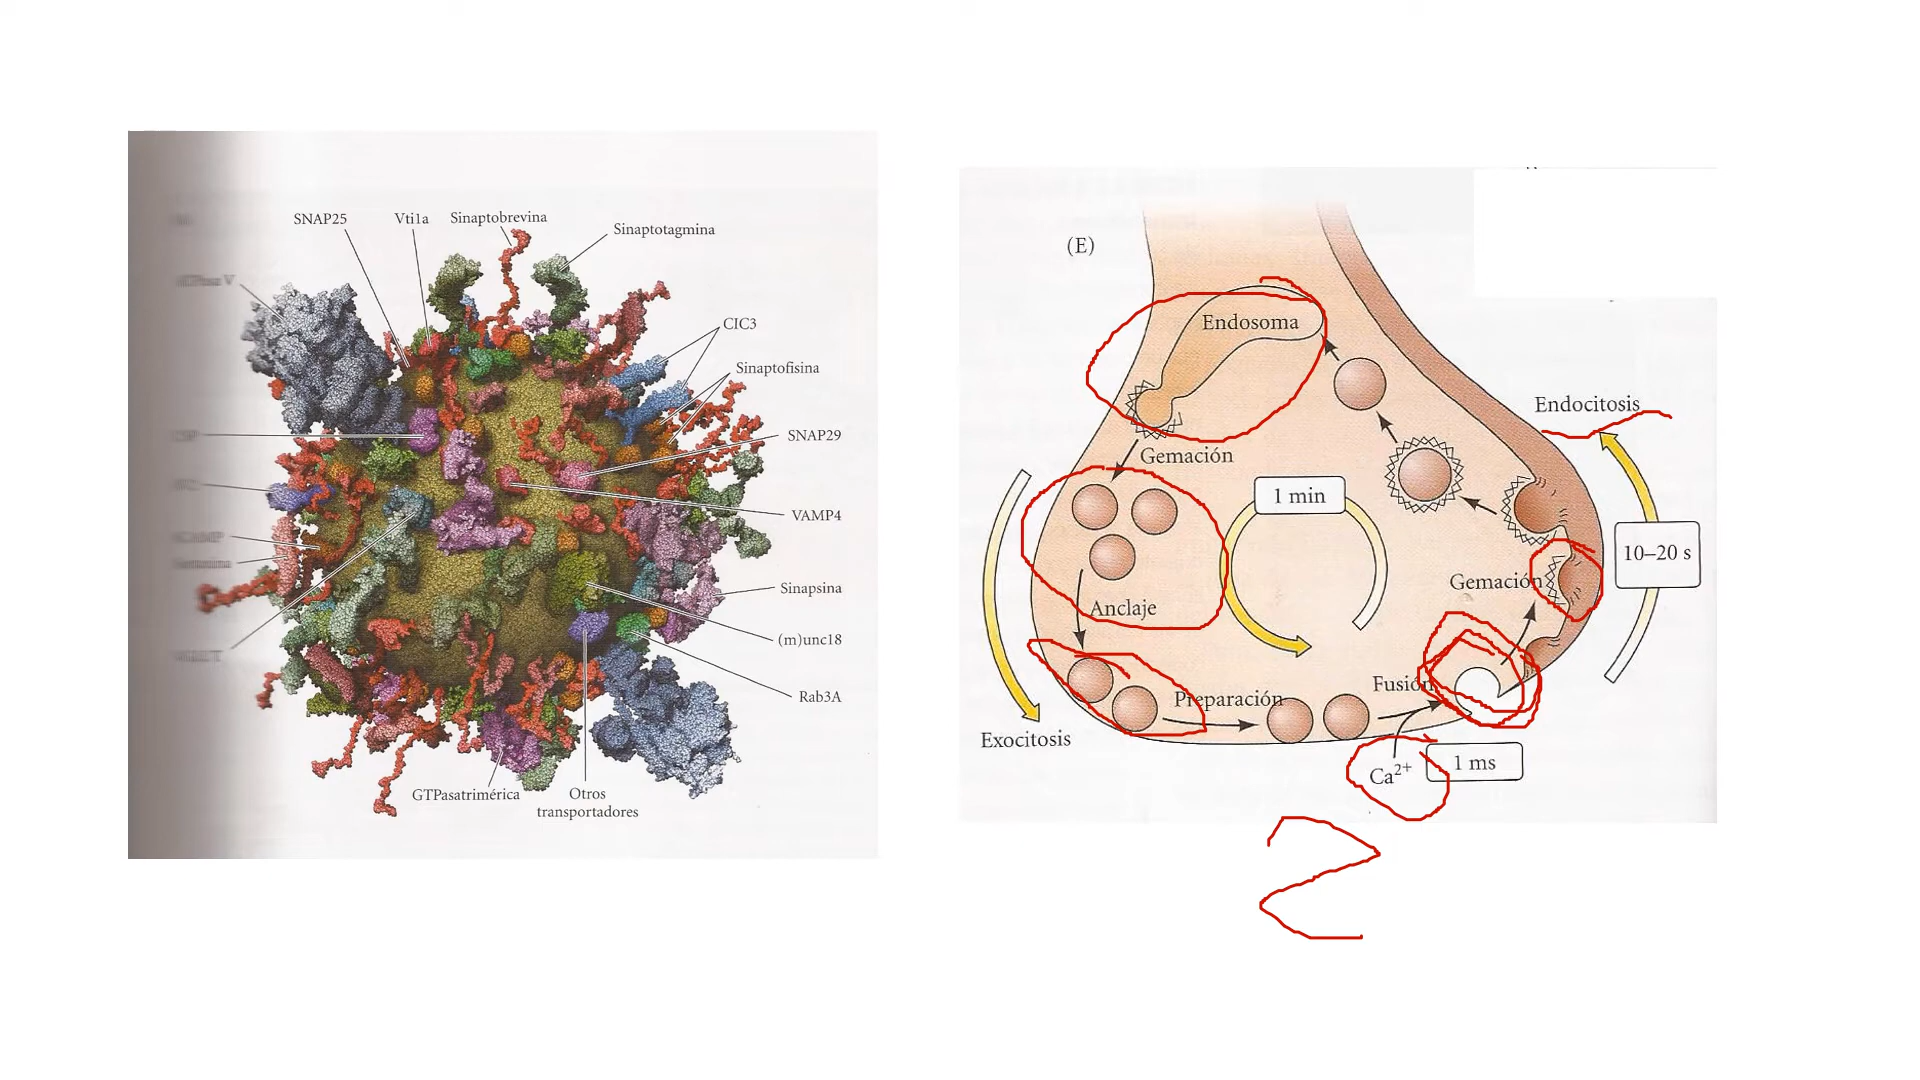 SNAP25
Vti1a
Sinaptobrevina
Sinaptotagmina
CIC3
Sinaptofisina
SNAP29
VAMP4
Sinapsina
(m)unc18
Rab3A
GTPasatrimérica
Otros
transportadores
(E)
Endosoma
Endocitosis
Gemación
1 min
10–20 s
Gemación
Anclaje
Fusión
Preparación
Exocitosis
Ca2+
1 ms